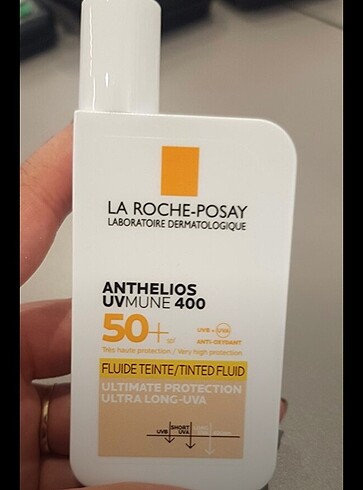 LA ROCHE-POSAY
LABORATOIRE DERMATOLOGIQUE
ANTHELIOS
UVMUNE 400
50+ SPF
UVB + UVA
ANTI-OXYDANT
Très haute protection / Very high protection
FLUIDE TEINTE/TINTED FLUID
ULTIMATE PROTECTION
ULTRA LONG-UVA
UVB SHORT UVA